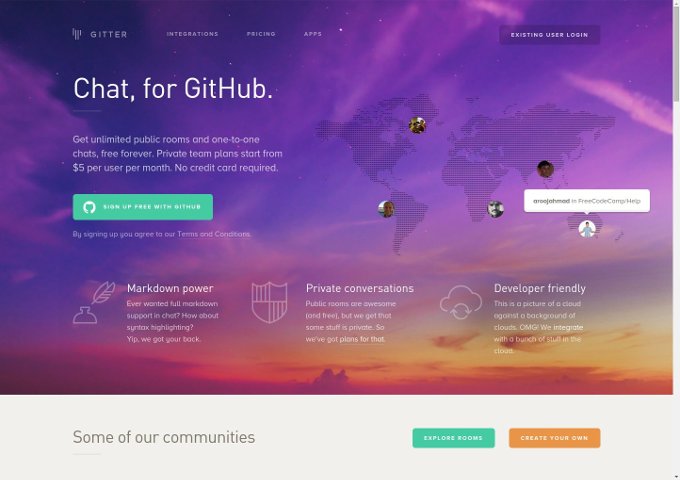 GITTER
INTEGRATIONS
PRICING
APPS
EXISTING USER LOGIN
Chat, for GitHub.
Get unlimited public rooms and one-to-one
chats, free forever. Private team plans start from
$5 per user per month. No credit card required.
SIGN UP FREE WITH GITHUB
By signing up you agree to our Terms and Conditions.
aroojahmad in FreeCodeCamp/Help
Markdown power
Ever wanted full markdown
support in chat? How about
syntax highlighting?
Yip, we got your back.
Private conversations
Public rooms are awesome
(and free), but we get that
some stuff is private. So
we've got plans for that.
Developer friendly
This is a picture of a cloud
against a background of
clouds. OMG! We integrate
with a bunch of stuff in the
cloud.
Some of our communities
EXPLORE ROOMS
CREATE YOUR OWN